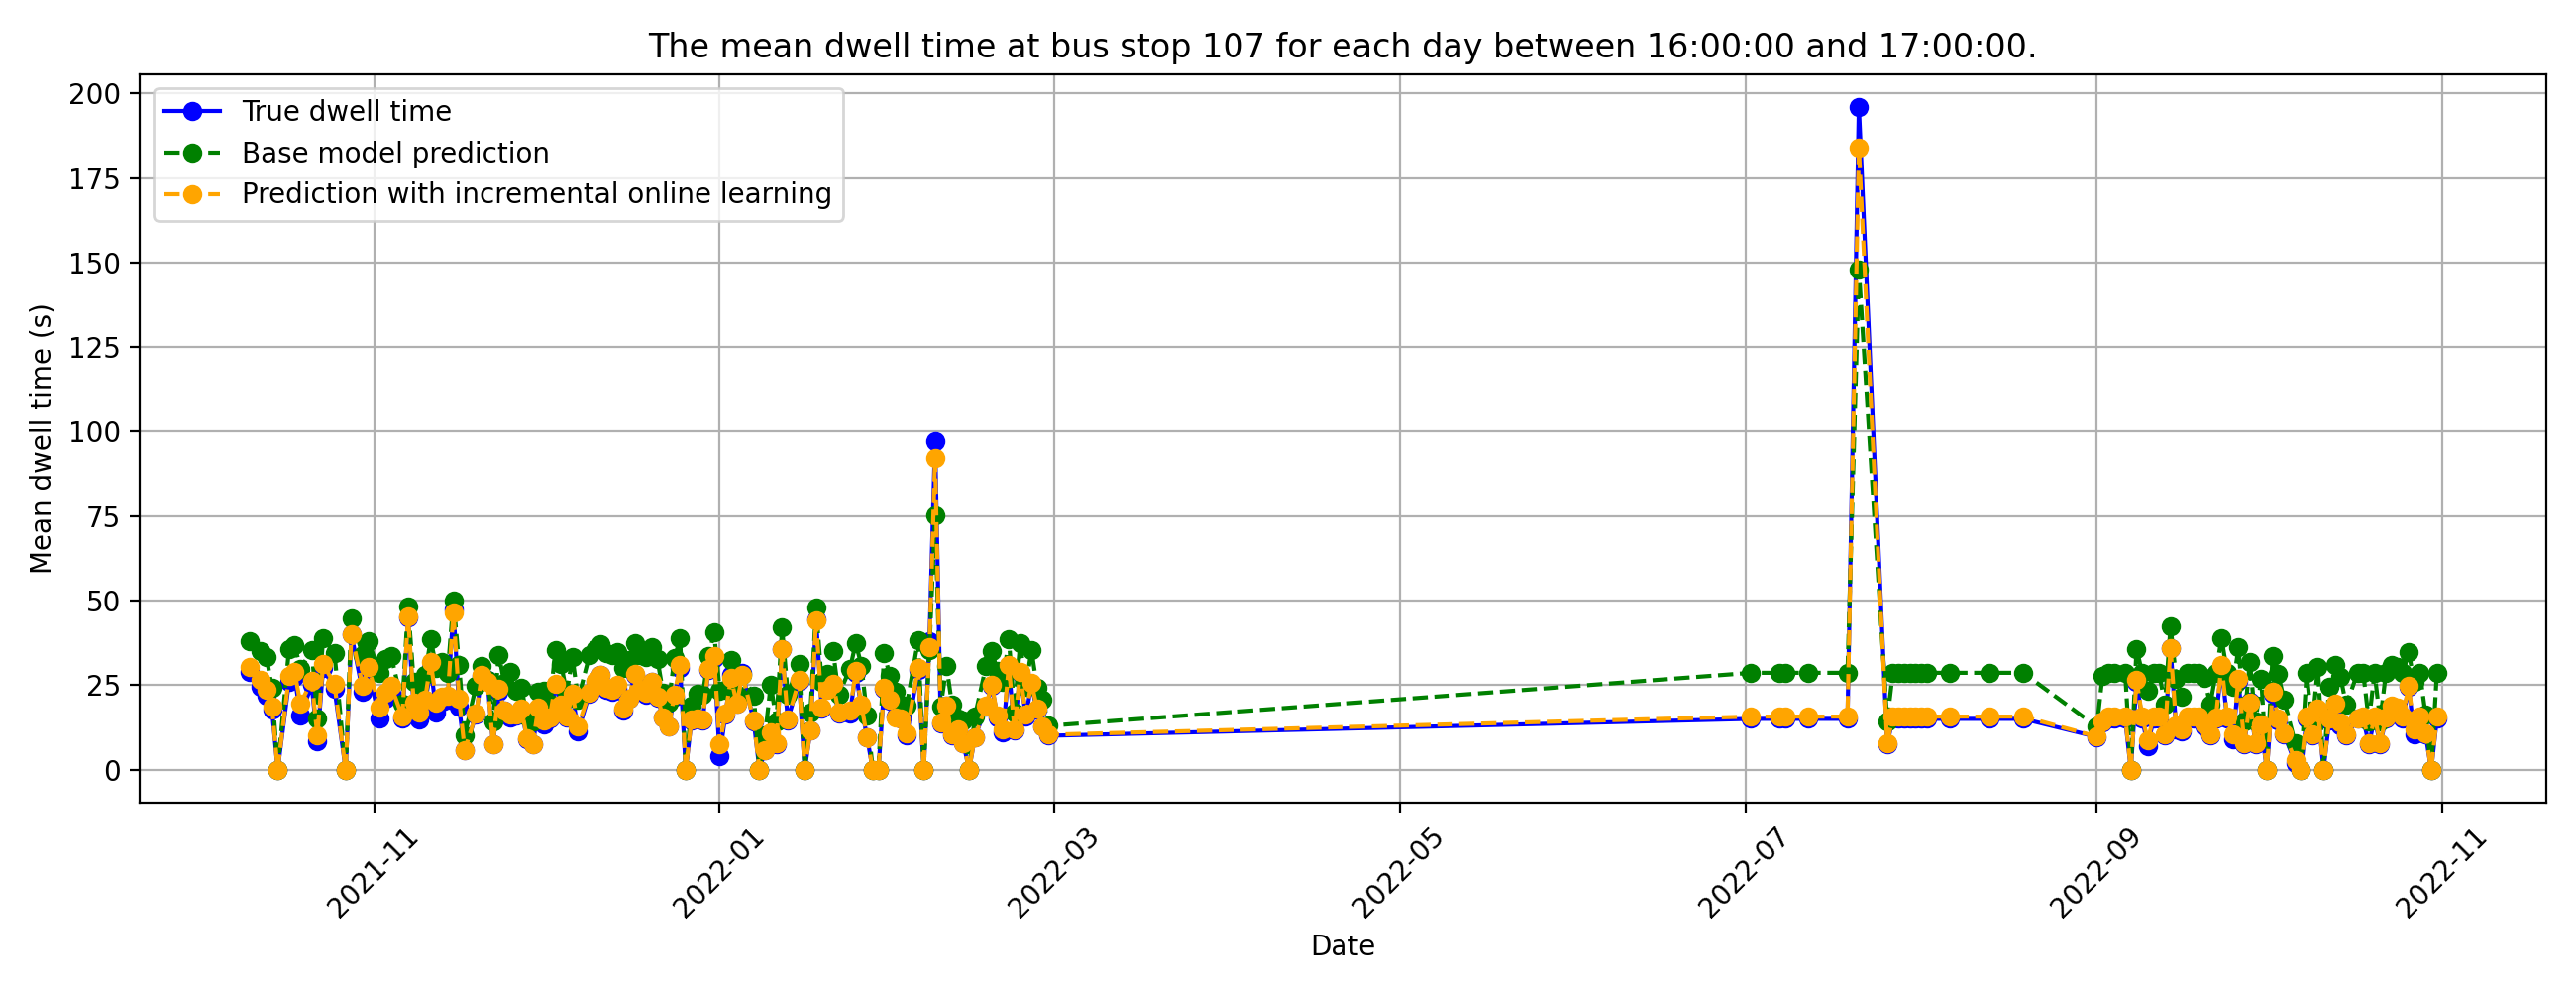 The mean dwell time at bus stop 107 for each day between 16:00:00 and 17:00:00.
True dwell time
Base model prediction
Prediction with incremental online learning
Mean dwell time (s)
200
175
150
125
100
75
50
25
0
2021-11
2022-01
2022-03
2022-05
2022-07
2022-09
2022-11
Date